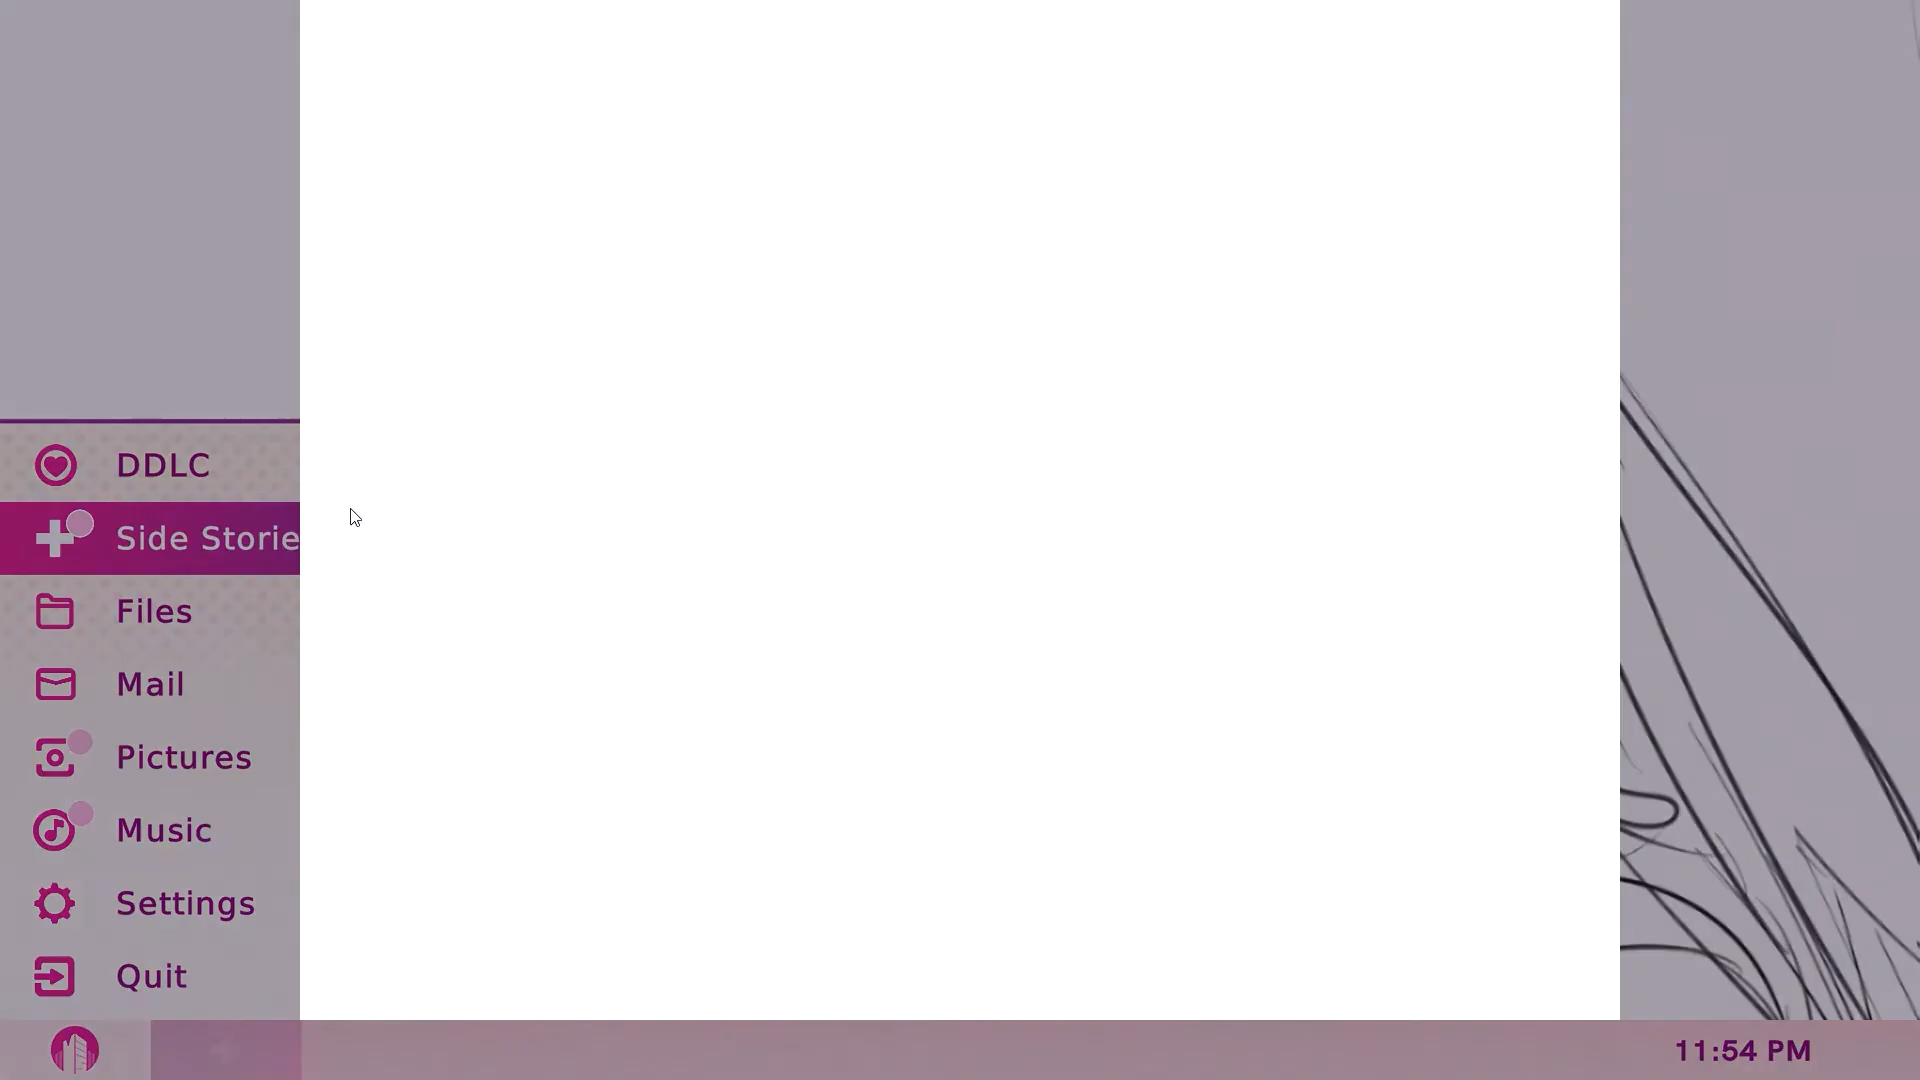 DDLC
Side Storie
Files
Mail
Pictures
Music
Settings
Quit
11:54 PM